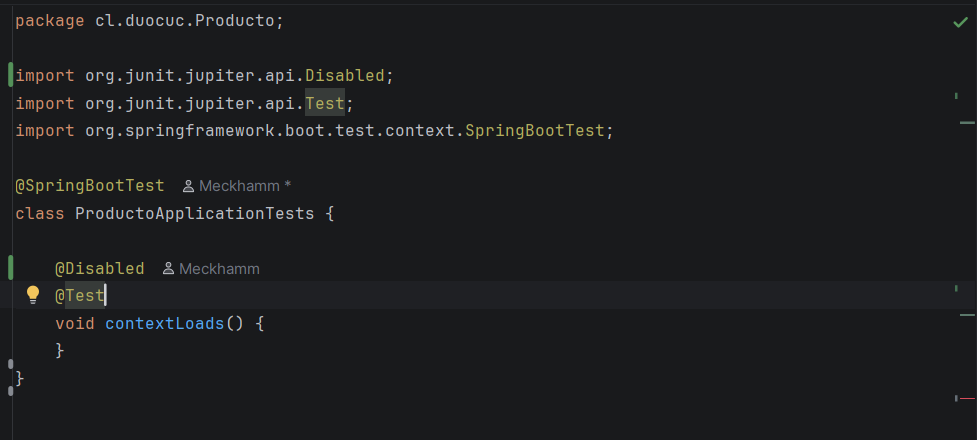 package cl.duocuc.Producto;
import org.junit.jupiter.api.Disabled;
import org.junit.jupiter.api.Test;
import org.springframework.boot.test.context.SpringBootTest;
@SpringBootTest Meckhamm *
class ProductoApplicationTests {
@Disabled Meckhamm
@Test
void contextLoads() {
}
}